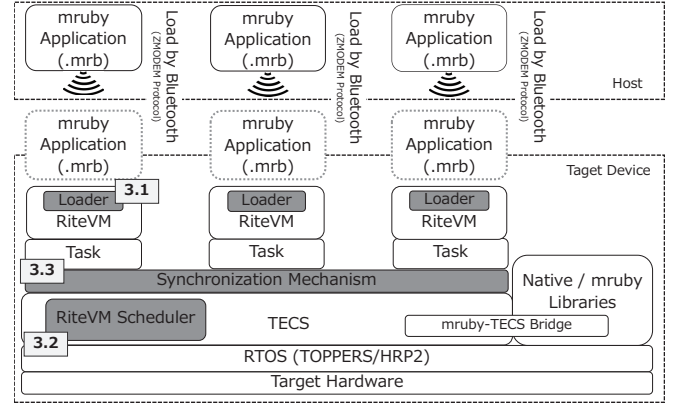 mruby
Application
(.mrb)
Load by Bluetooth
(ZMODEM Protocol)
mruby
Application
(.mrb)
Load by Bluetooth
(ZMODEM Protocol)
mruby
Application
(.mrb)
Load by Bluetooth
(ZMODEM Protocol)
Host
mruby
Application
(.mrb)
mruby
Application
(.mrb)
mruby
Application
(.mrb)
Taget Device
3.1
Loader
RiteVM
Task
Loader
RiteVM
Task
Loader
RiteVM
Task
3.3
Synchronization Mechanism
Native / mruby
Libraries
RiteVM Scheduler
TECS
mruby-TECS Bridge
3.2
RTOS (TOPPERS/HRP2)
Target Hardware